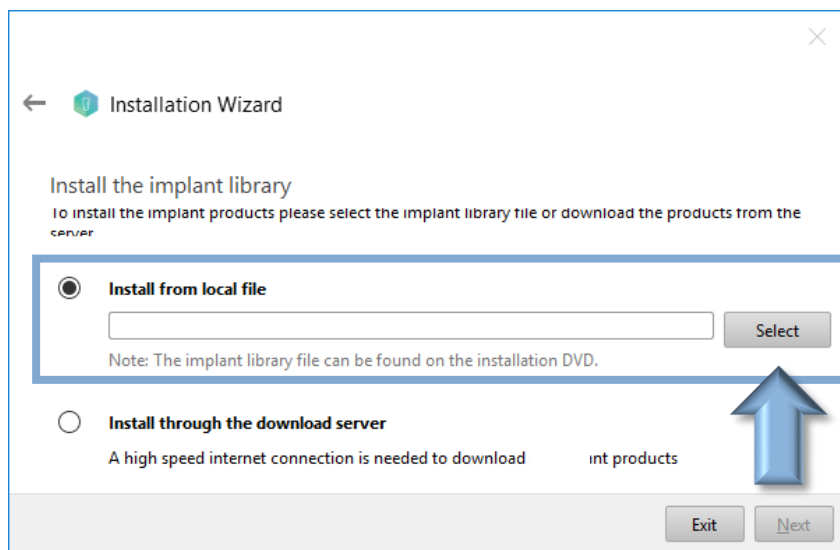 Installation Wizard
Install the implant library
To install the implant products please select the implant library file or download the products from the
server
Install from local file
Select
Note: The implant library file can be found on the installation DVD.
Install through the download server
A high speed internet connection is needed to download nt products
Exit
Next